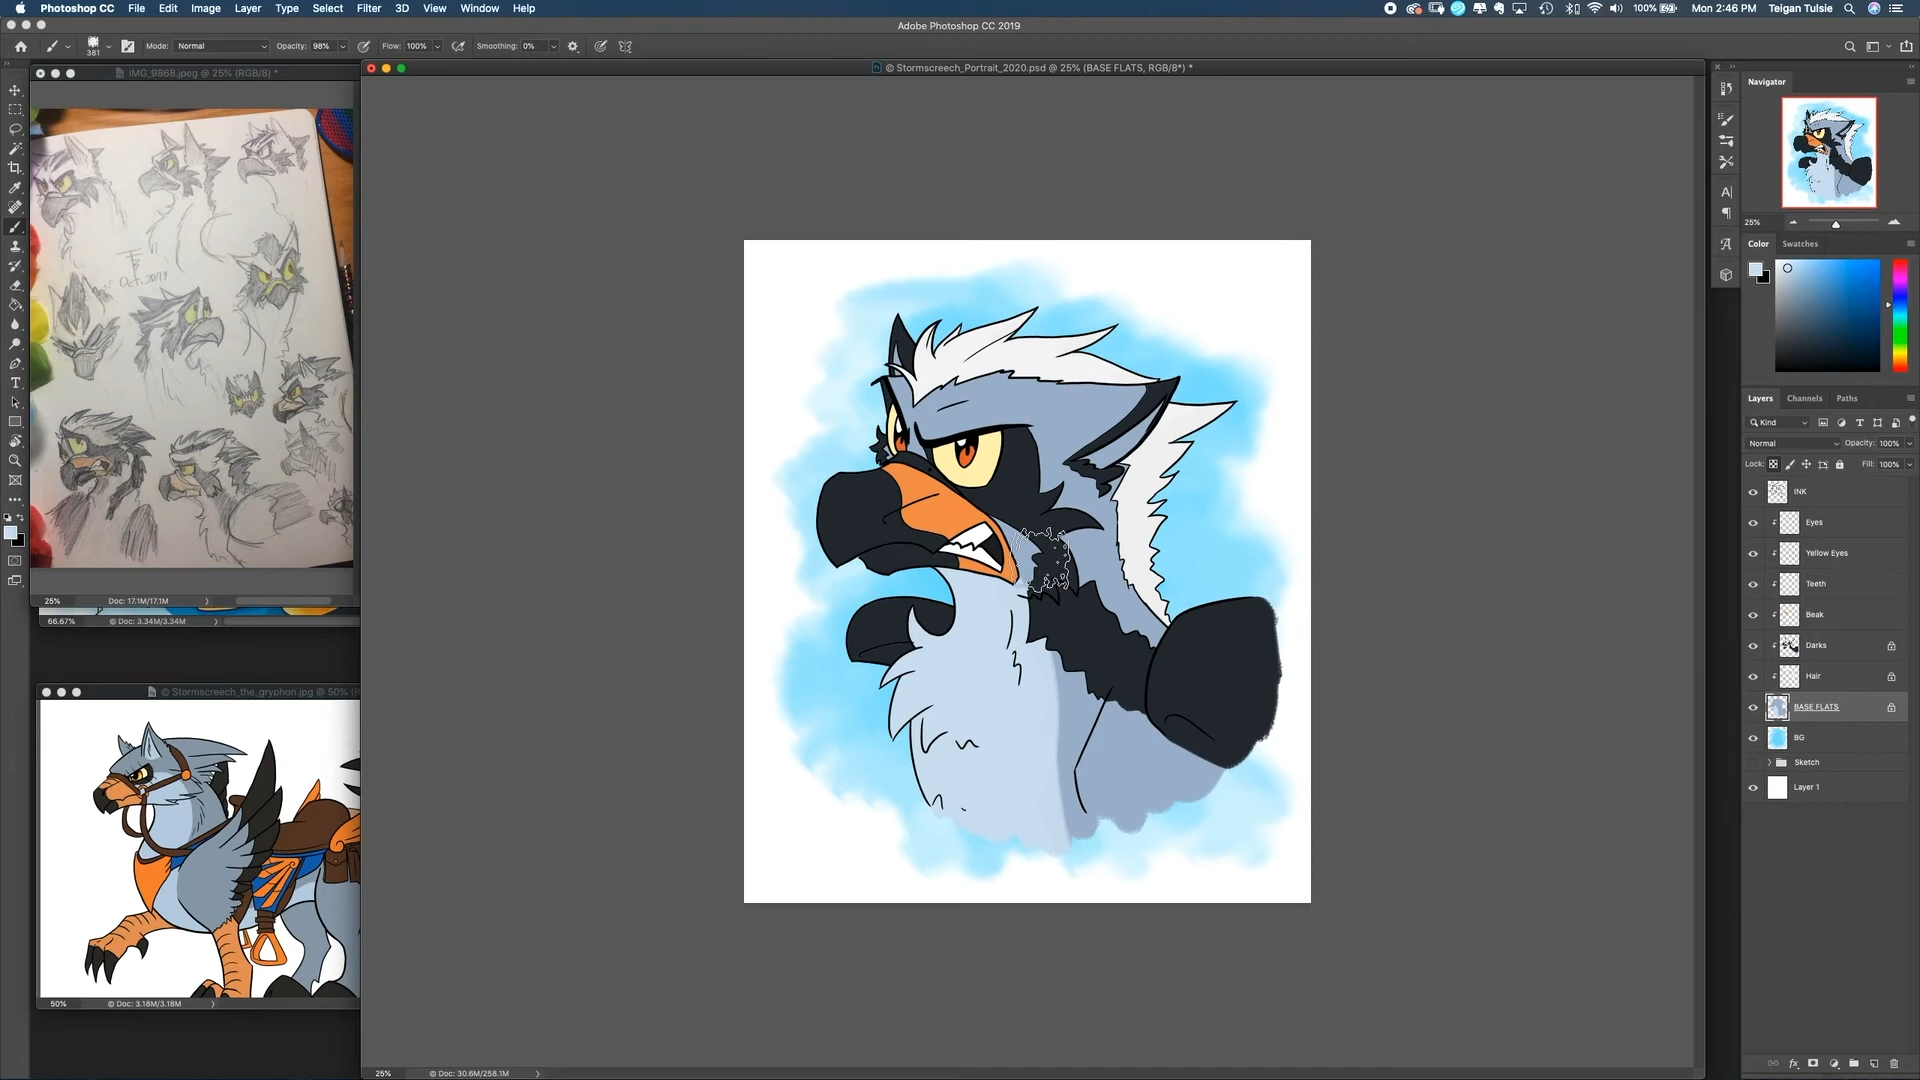 Photoshop CC File Edit Image Layer Type Select Filter 3D View Window Help
100% Mon 2:46 PM Teigan Tulsie
Adobe Photoshop CC 2019
381 Mode: Normal Opacity: 98% Flow: 100% Smoothing: 0%
IMG_9868.jpeg @ 25% (RGB/8) *
© Stormscreech_Portrait_2020.psd @ 25% (BASE FLATS, RGB/8*) *
Navigator
25%
Color Swatches
Layers Channels Paths
Kind
Normal Opacity: 100%
Lock: Fill: 100%
INK
Eyes
Yellow Eyes
Teeth
Beak
Darks
Hair
BASE FLATS
BG
Sketch
Layer 1
Oct. 20/19
25% Doc: 17.1M/17.1M
66.67% © Doc: 3.34M/3.34M
© Stormscreech_the_gryphon.jpg @ 50% (R
50% © Doc: 3.18M/3.18M
25% © Doc: 30.6M/258.1M